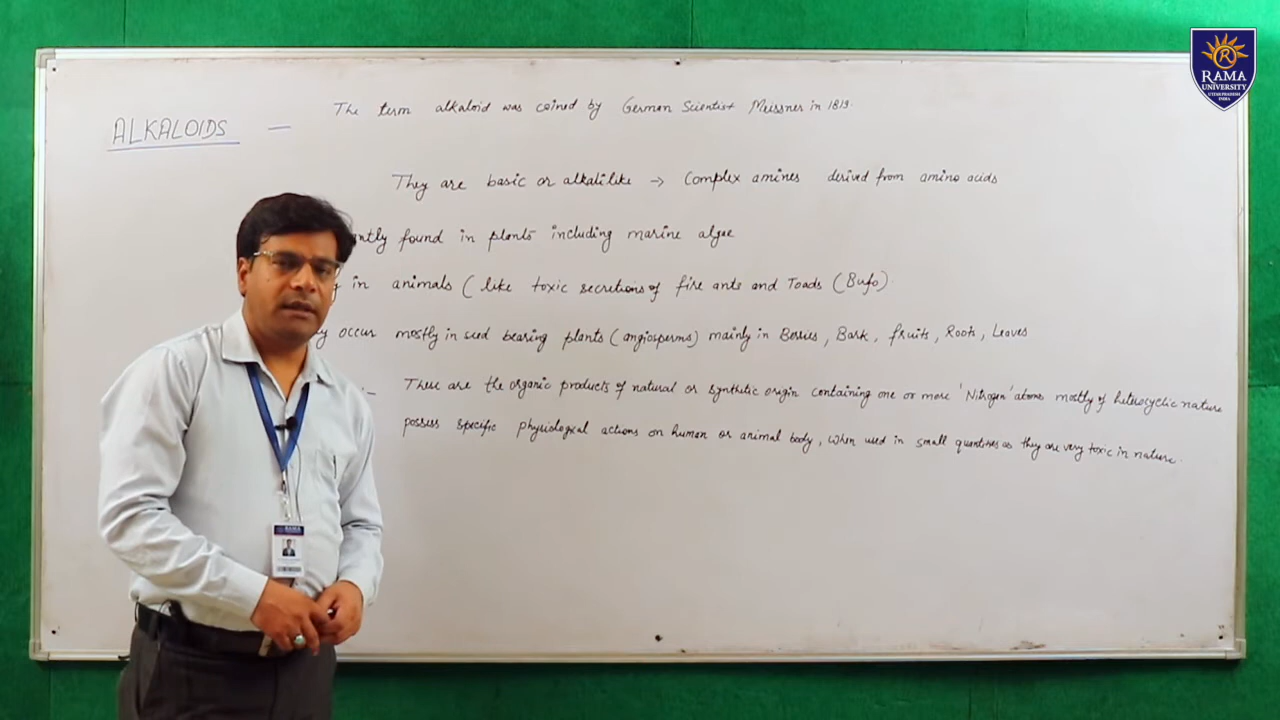 RAMA
UNIVERSITY
UTTAR PRADESH
INDIA
The term alkaloid was coined by German Scientist Meissner in 1819.
ALKALOIDS —
They are basic or alkalilike → Complex amines derived from amino acids
found in plants including marine algae
in animals (like toxic secretions of fire ants and Toads (Bufo)
occur mostly in seed bearing plants (angiosperms) mainly in Berries, Bark, fruits, Roots, Leaves
:- These are the organic products of natural or synthetic origin containing one or more 'Nitrogen' atoms mostly of heterocyclic nature
possess specific physiological actions on human or animal body, when used in small quantities as they are very toxic in nature.
RAMA